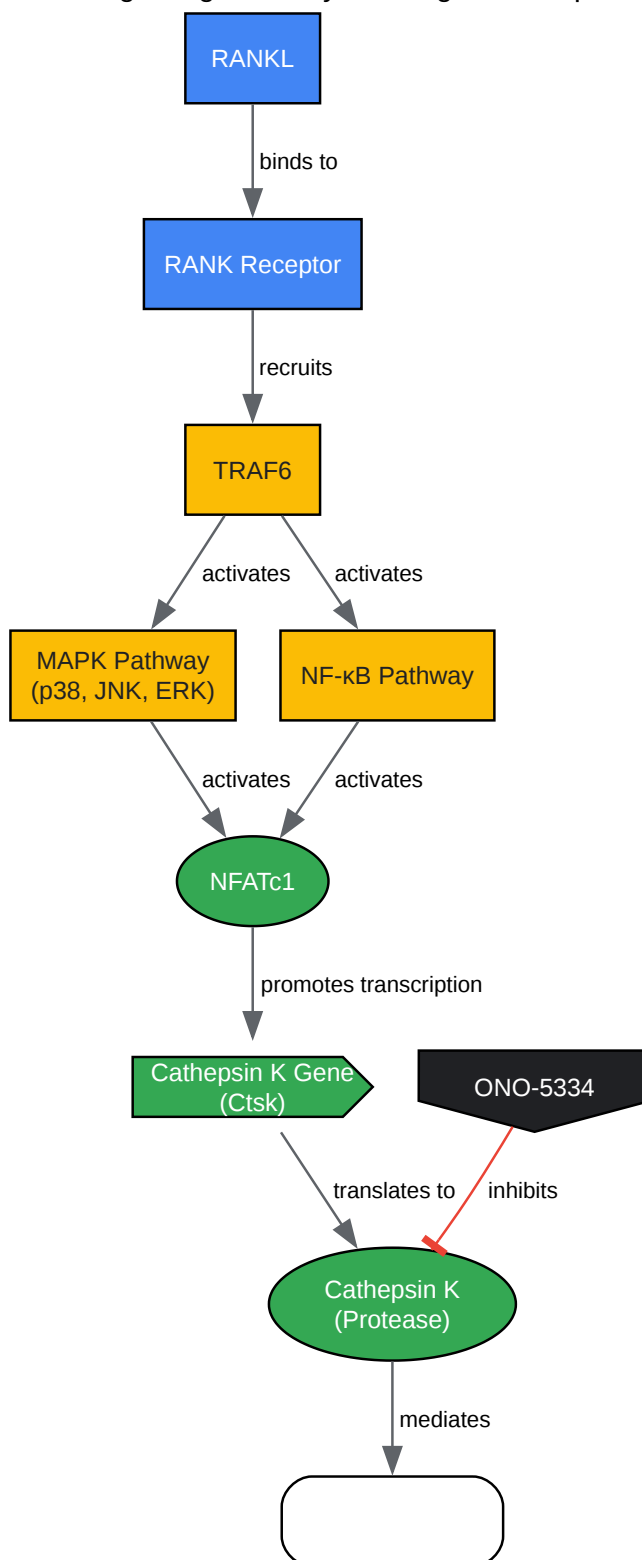 RANKL
binds to
RANK Receptor
recruits
TRAF6
activates
activates
MAPK Pathway
(p38, JNK, ERK)
NF-κB Pathway
activates
activates
NFATc1
promotes transcription
Cathepsin K Gene
(Ctsk)
ONO-5334
translates to
inhibits
Cathepsin K
(Protease)
mediates